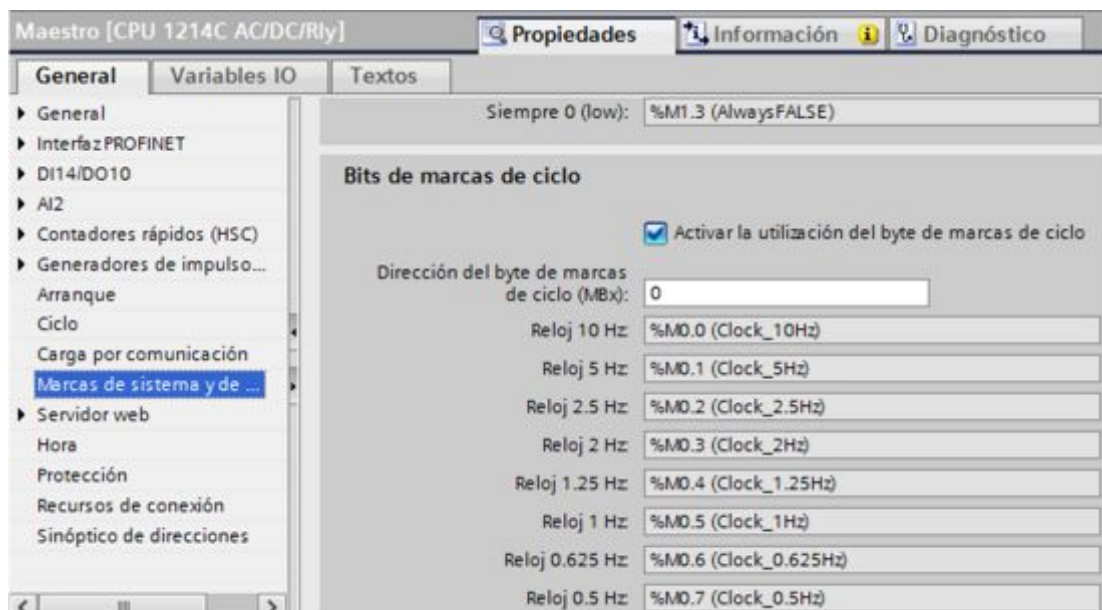 Maestro [CPU 1214C AC/DC/Rly]
Propiedades
Información
Diagnóstico
General
Variables IO
Textos
General
Interfaz PROFINET
DI14/DO10
AI2
Contadores rápidos (HSC)
Generadores de impulso...
Arranque
Ciclo
Carga por comunicación
Marcas de sistema y de ...
Servidor web
Hora
Protección
Recursos de conexión
Sinóptico de direcciones
Siempre 0 (low): %M1.3 (AlwaysFALSE)
Bits de marcas de ciclo
Activar la utilización del byte de marcas de ciclo
Dirección del byte de marcas
de ciclo (MBx): 0
Reloj 10 Hz: %M0.0 (Clock_10Hz)
Reloj 5 Hz: %M0.1 (Clock_5Hz)
Reloj 2.5 Hz: %M0.2 (Clock_2.5Hz)
Reloj 2 Hz: %M0.3 (Clock_2Hz)
Reloj 1.25 Hz: %M0.4 (Clock_1.25Hz)
Reloj 1 Hz: %M0.5 (Clock_1Hz)
Reloj 0.625 Hz: %M0.6 (Clock_0.625Hz)
Reloj 0.5 Hz: %M0.7 (Clock_0.5Hz)